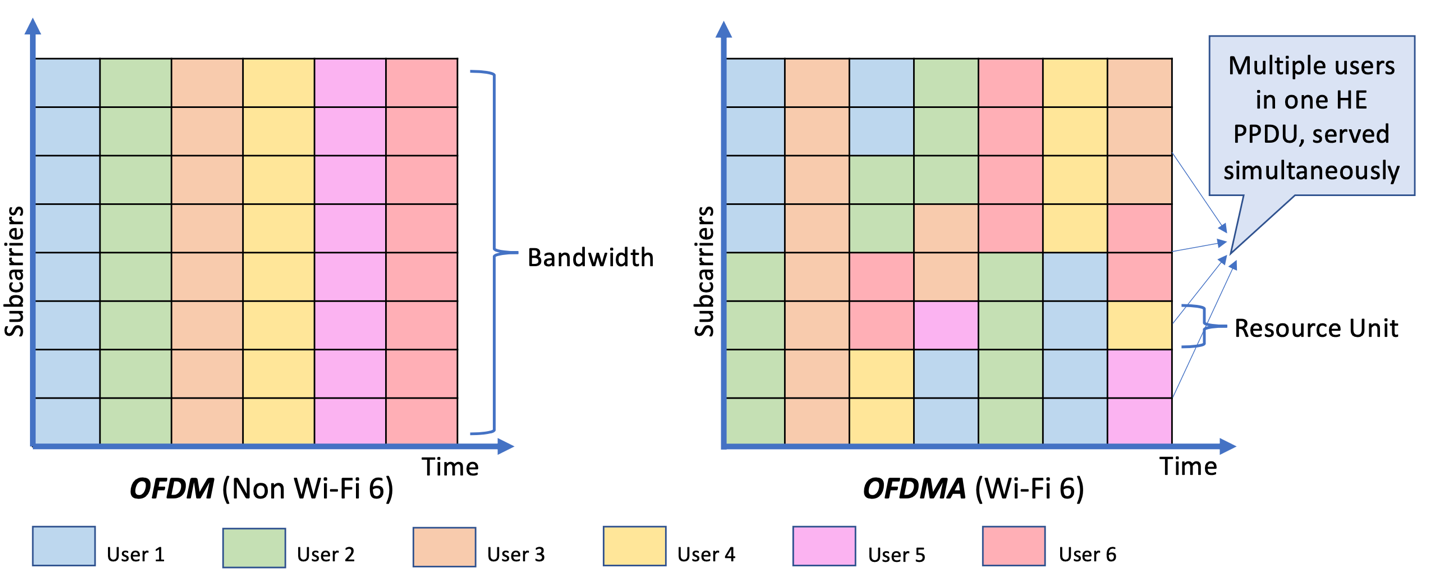 Subcarriers
Bandwidth
Time
OFDM (Non Wi-Fi 6)
Subcarriers
Multiple users
in one HE
PPDU, served
simultaneously
Resource Unit
Time
OFDMA (Wi-Fi 6)
User 1
User 2
User 3
User 4
User 5
User 6